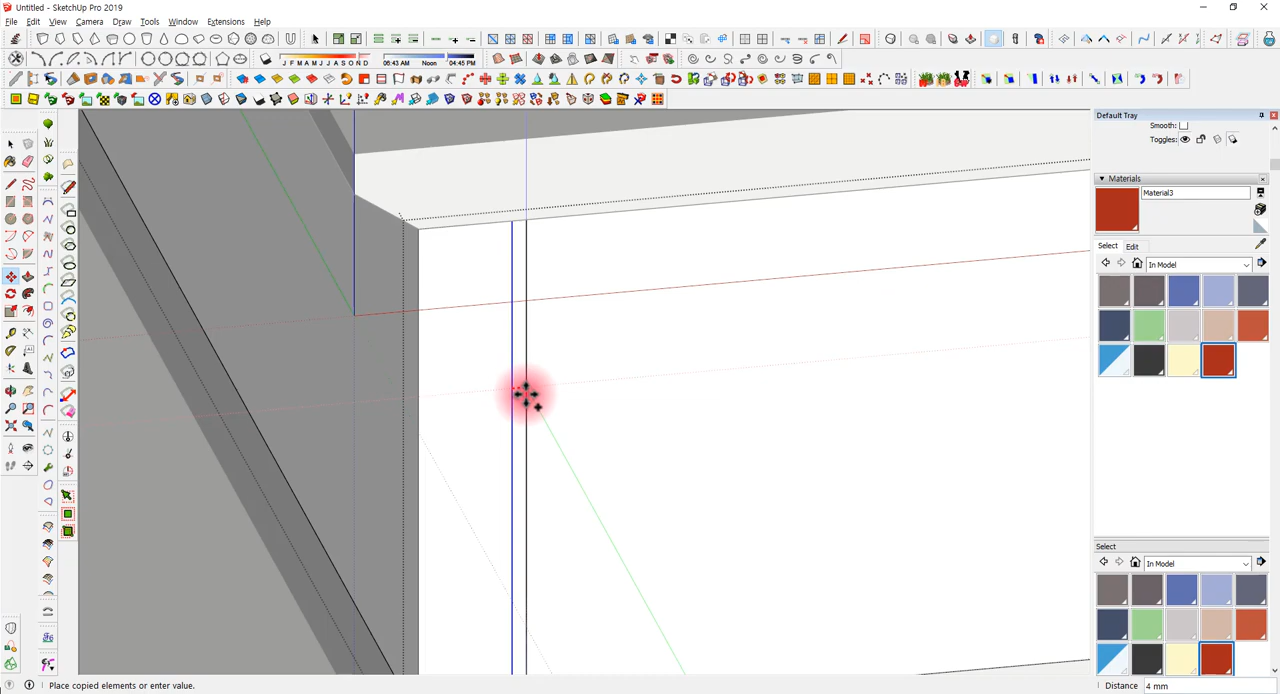 Untitled - SketchUp Pro 2019
File Edit View Camera Draw Tools Window Extensions Help
J F M A M J J A S O N D 06:43 AM Noon 04:45 PM
Default Tray
Smooth:
Toggles:
Materials
Material3
Select Edit
In Model
Select
In Model
Place copied elements or enter value.
Distance 4 mm